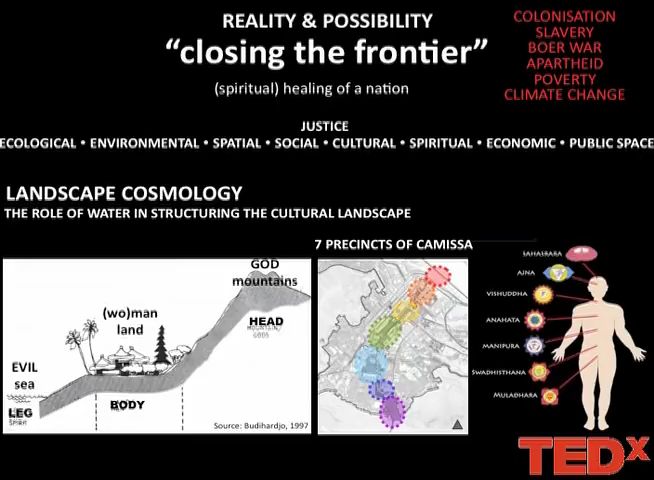 REALITY & POSSIBILITY
“closing the frontier”
(spiritual) healing of a nation
COLONISATION
SLAVERY
BOER WAR
APARTHEID
POVERTY
CLIMATE CHANGE
JUSTICE
ECOLOGICAL • ENVIRONMENTAL • SPATIAL • SOCIAL • CULTURAL • SPIRITUAL • ECONOMIC • PUBLIC SPACE
LANDSCAPE COSMOLOGY
THE ROLE OF WATER IN STRUCTURING THE CULTURAL LANDSCAPE
GOD
mountains
(wo)man
land
HEAD
EVIL
sea
LEG
BODY
Source: Budihardjo, 1997
7 PRECINCTS OF CAMISSA
SAHASRARA
AJNA
VISHUDDHA
ANAHATA
MANIPURA
SWADHISTHANA
MULADHARA
TEDx